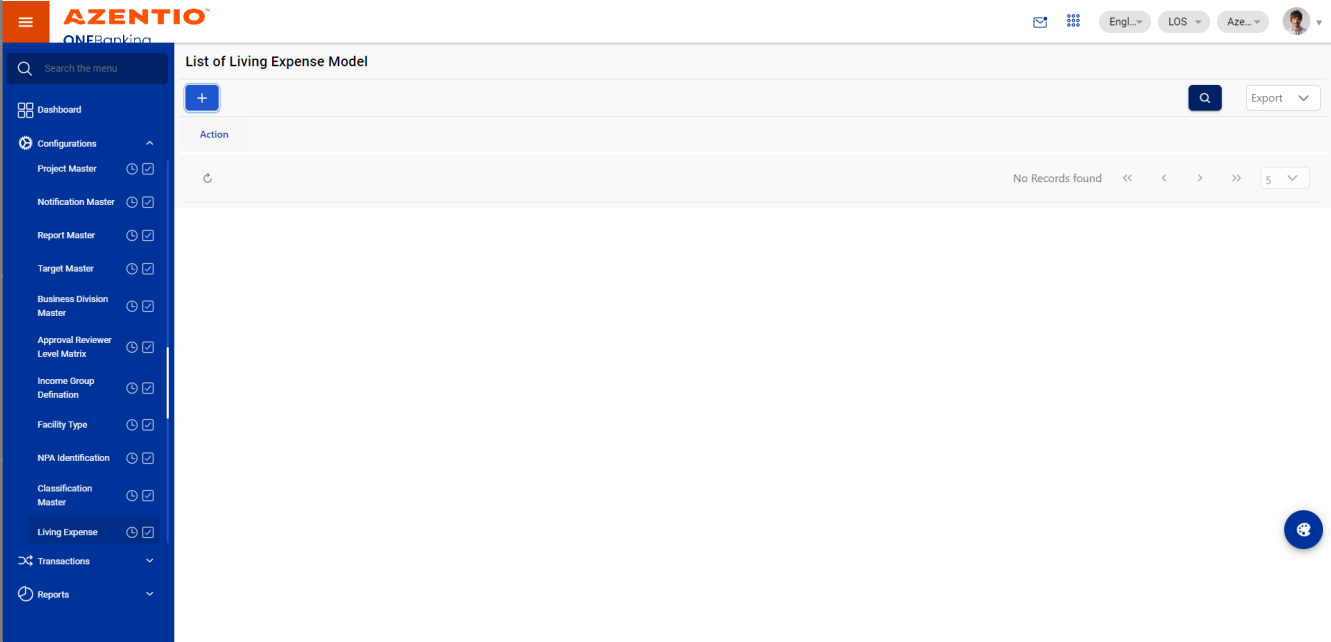 AZENTIO™
ONEBanking
Engl...
LOS
Aze...
Search the menu
Dashboard
Configurations
Project Master
Notification Master
Report Master
Target Master
Business Division
Master
Approval Reviewer
Level Matrix
Income Group
Defination
Facility Type
NPA Identification
Classification
Master
Living Expense
Transactions
Reports
List of Living Expense Model
+
Export
Action
No Records found
5